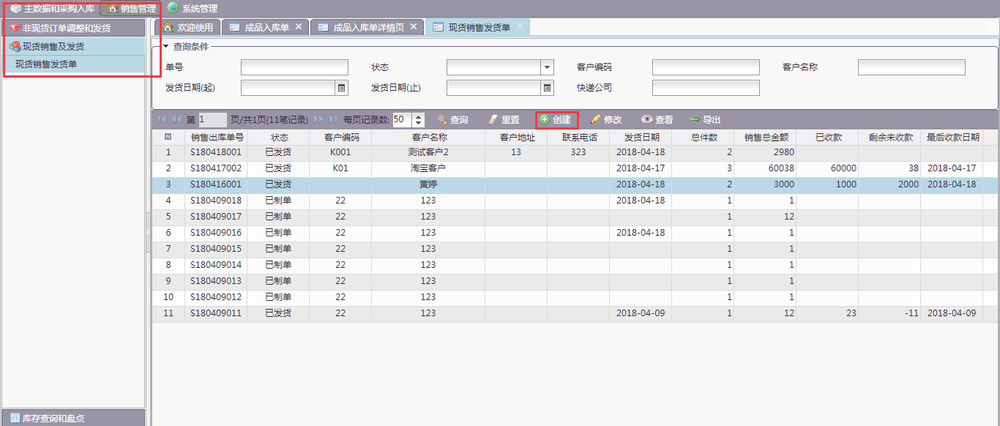 主数据和采购入库 销售管理 系统管理
非现货订单调整和发货
现货销售及发货
现货销售发货单
库存查询和盘点
欢迎使用 成品入库单 成品入库单详情页 现货销售发货单
查询条件
单号 状态 客户编码 客户名称
发货日期(起) 发货日期(止) 快递公司
第 1 页/共1页(11笔记录) 每页记录数: 50 查询 重置 创建 修改 查看 导出
N 销售出库单号 状态 客户编码 客户名称 客户地址 联系电话 发货日期 总件数 销售总金额 已收款 剩余未收款 最后收款日期
1 S180418001 已发货 K001 测试客户2 13 323 2018-04-18 2 2980
2 S180417002 已发货 K01 淘宝客户 2018-04-17 3 60038 60000 38 2018-04-17
3 S180416001 已发货 黄婷 2018-04-18 2 3000 1000 2000 2018-04-18
4 S180409018 已制单 22 123 2018-04-18 1 1
5 S180409017 已制单 22 123 1 12
6 S180409016 已制单 22 123 2018-04-18 1 1
7 S180409015 已制单 22 123 1 1
8 S180409014 已制单 22 123 1 1
9 S180409013 已制单 22 123 1 1
10 S180409012 已制单 22 123 1 1
11 S180409011 已发货 22 123 2018-04-09 1 12 23 -11 2018-04-09